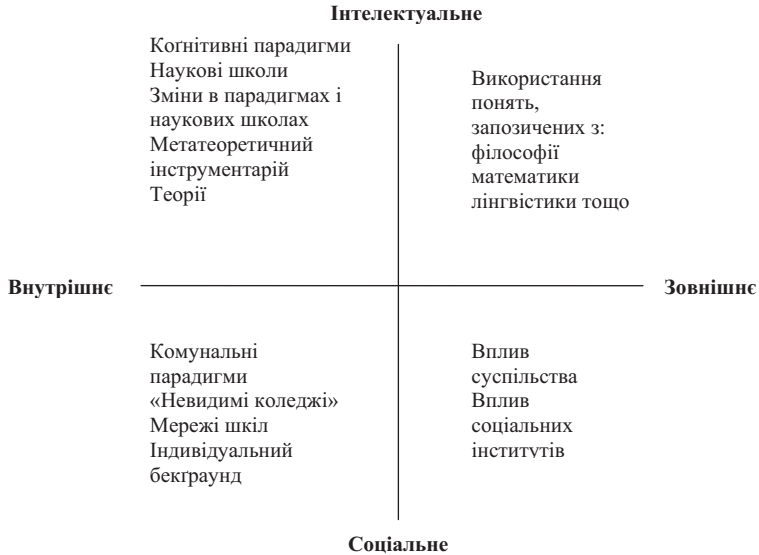 Інтелектуальне
Коґнітивні парадигми
Наукові школи
Зміни в парадигмах і
наукових школах
Метатеоретичний
інструментарій
Теорії
Використання
понять,
запозичених з:
філософії
математики
лінгвістики тощо
Внутрішнє
Зовнішнє
Комунальні
парадигми
«Невидимі коледжі»
Мережі шкіл
Індивідуальний
бекґраунд
Вплив
суспільства
Вплив
соціальних
інститутів
Соціальне